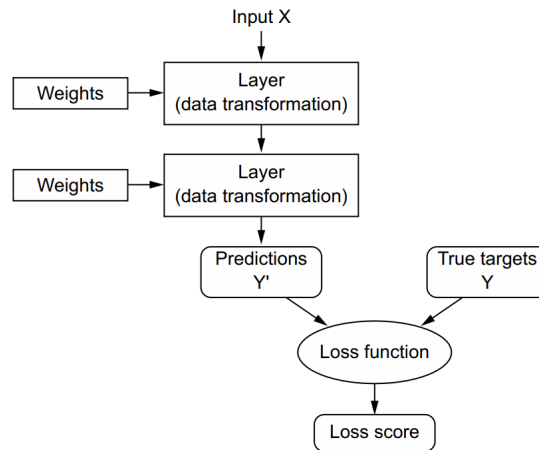 Input X
Weights
Layer
(data transformation)
Weights
Layer
(data transformation)
Predictions
Y'
True targets
Y
Loss function
Loss score